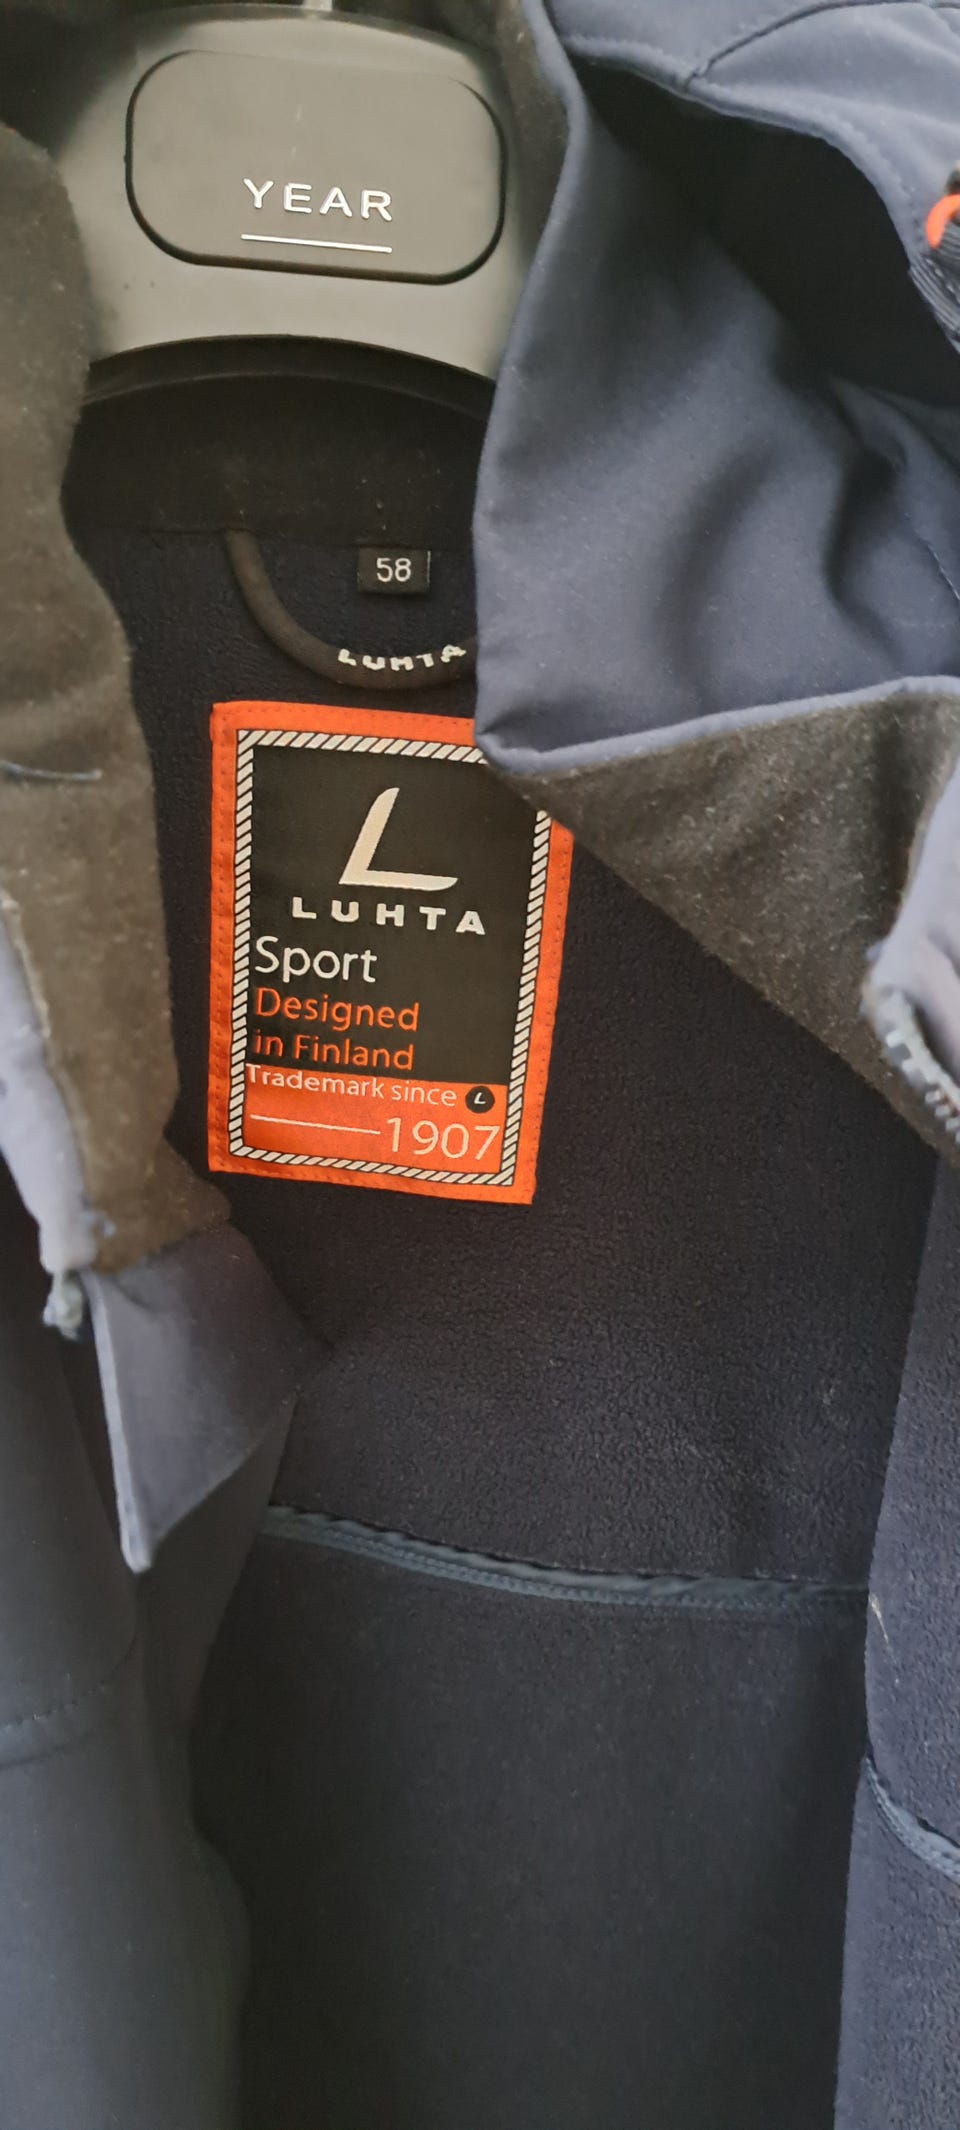 YEAR
58
LUHTA
L
LUHTA
Sport
Designed
in Finland
Trademark since L
1907